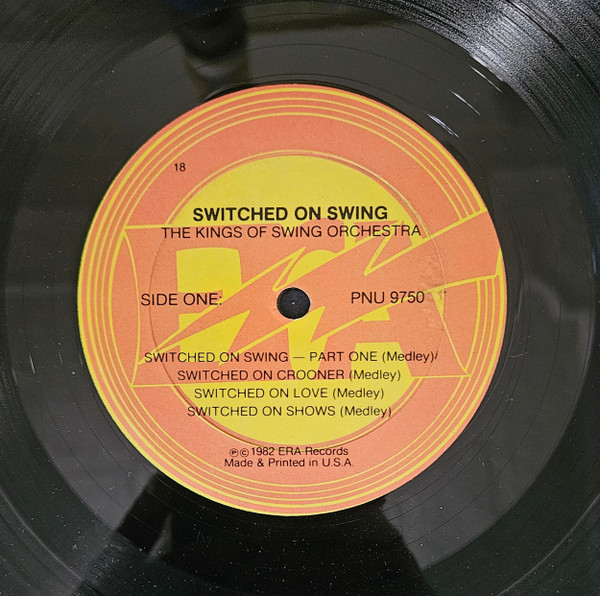 18
SWITCHED ON SWING
THE KINGS OF SWING ORCHESTRA
ERA
SIDE ONE: PNU 9750
SWITCHED ON SWING — PART ONE (Medley)
SWITCHED ON CROONER (Medley)
SWITCHED ON LOVE (Medley)
SWITCHED ON SHOWS (Medley)
℗ © 1982 ERA Records
Made & Printed in U.S.A.